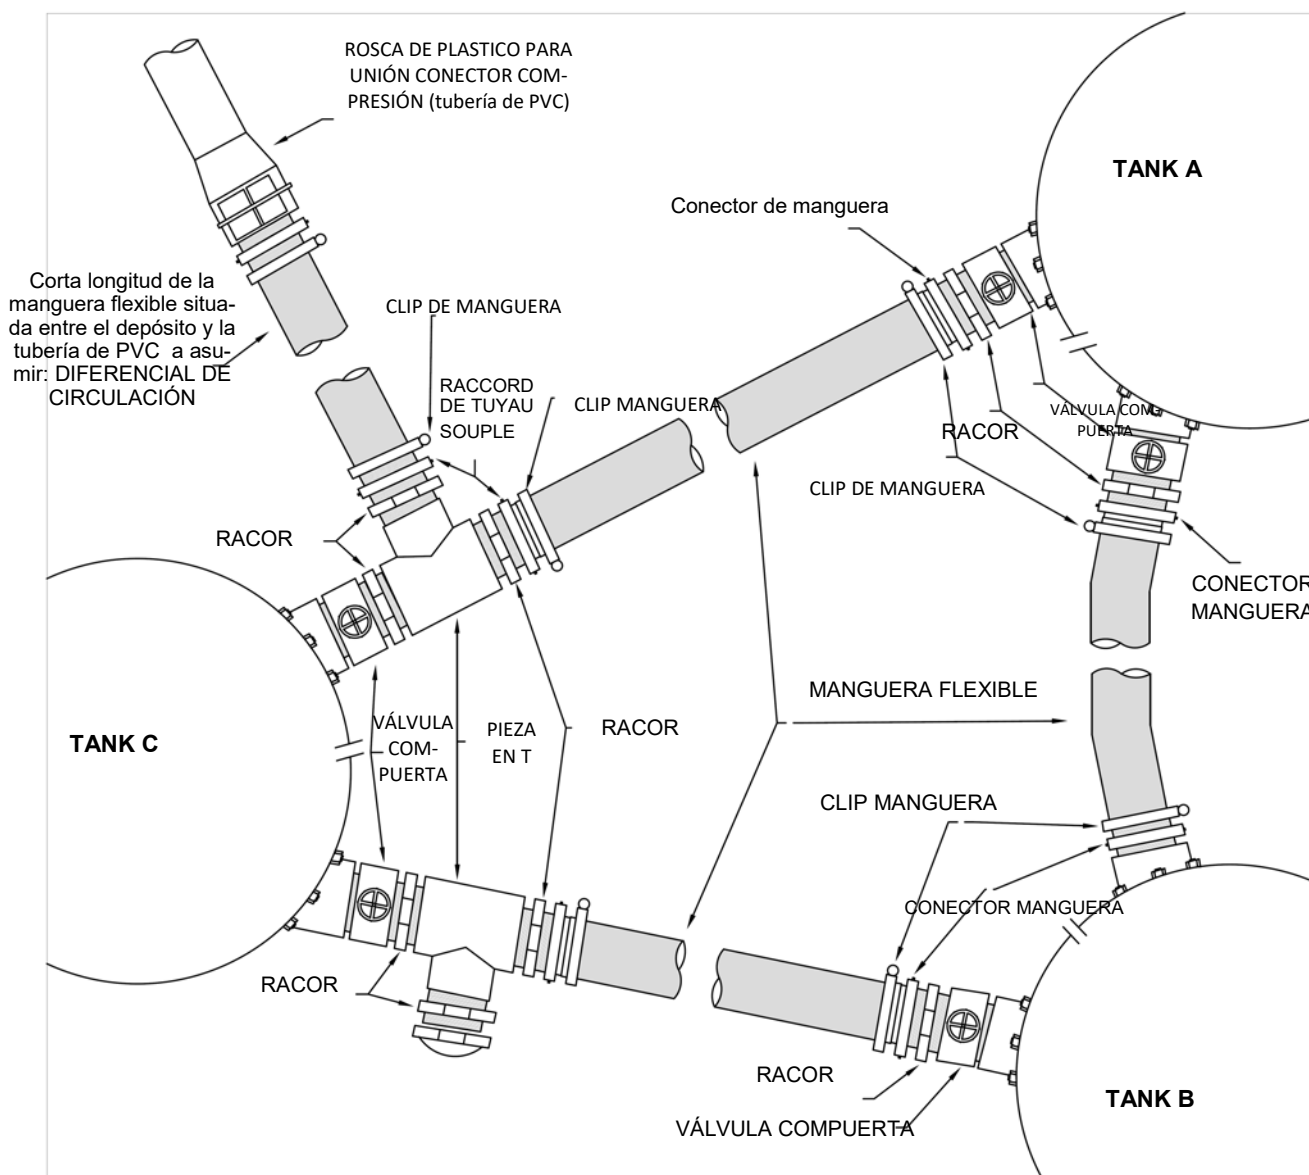 ROSCA DE PLASTICO PARA
UNIÓN CONECTOR COM-
PRESIÓN (tubería de PVC)
TANK A
Conector de manguera
Corta longitud de la
manguera flexible situa-
da entre el depósito y la
tubería de PVC a asu-
mir: DIFERENCIAL DE
CIRCULACIÓN
CLIP DE MANGUERA
RACCORD
DE TUYAU
SOUPLE
CLIP MANGUERA
VÁLVULA COM-
PUERTA
RACOR
CLIP DE MANGUERA
RACOR
CONECTOR
MANGUERA
MANGUERA FLEXIBLE
TANK C
VÁLVULA
COM-
PUERTA
PIEZA
EN T
RACOR
CLIP MANGUERA
CONECTOR MANGUERA
RACOR
RACOR
VÁLVULA COMPUERTA
TANK B